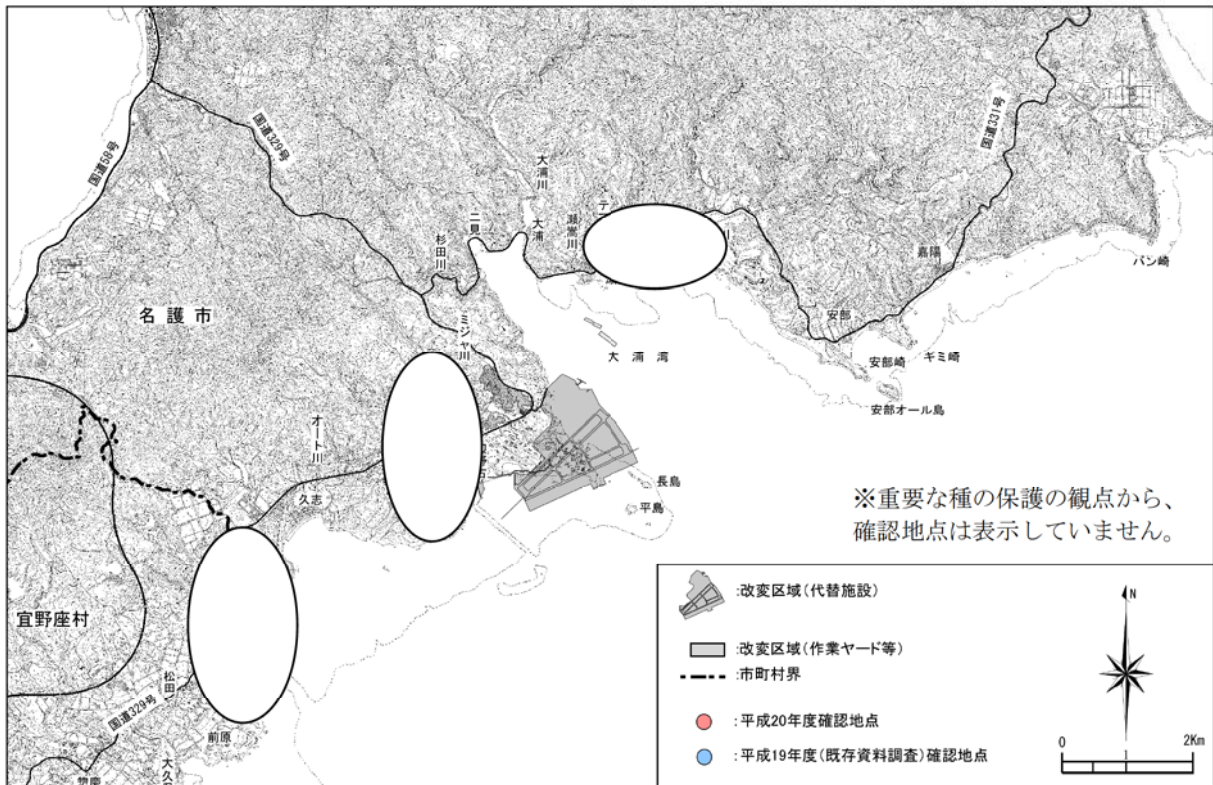 国道58号
国道329号
国道331号
大浦川
瀬嵩川
テ
大浦
二見
杉田川
嘉陽
バン崎
名護市
ミジャ川
大浦湾
安部
安部崎
ギミ崎
安部オール島
オート川
久志
長島
平島
※重要な種の保護の観点から、
確認地点は表示していません。
宜野座村
松田
国道329号
前原
惣慶
:改変区域(代替施設)
:改変区域(作業ヤード等)
:市町村界
:平成20年度確認地点
:平成19年度(既存資料調査)確認地点
N
0
1
2Km